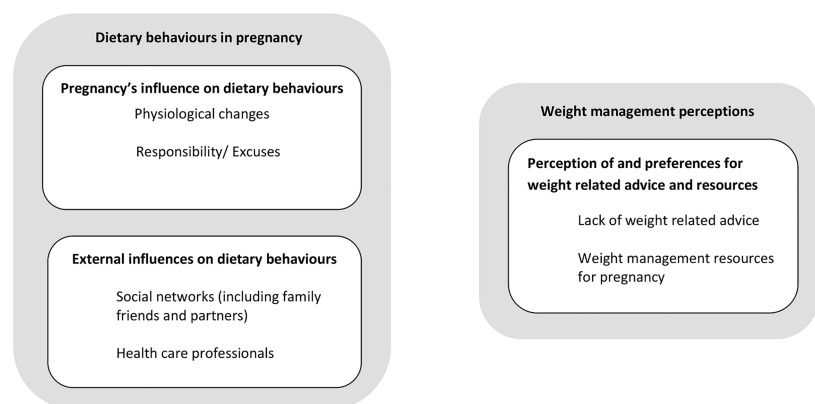 Dietary behaviours in pregnancy
Pregnancy's influence on dietary behaviours
Physiological changes
Responsibility/ Excuses
External influences on dietary behaviours
Social networks (including family
friends and partners)
Health care professionals
Weight management perceptions
Perception of and preferences for
weight related advice and resources
Lack of weight related advice
Weight management resources
for pregnancy